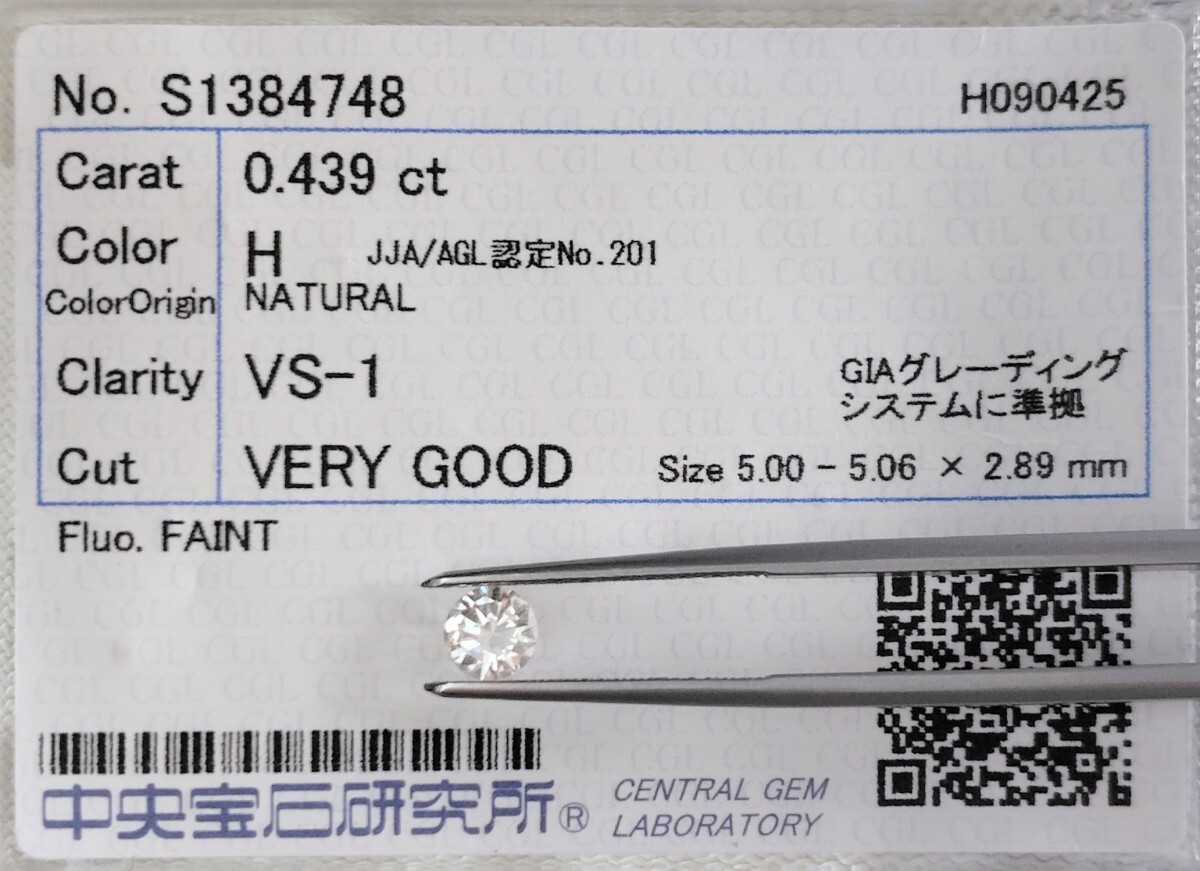 No. S1384748 H090425
Carat 0.439 ct
Color H JJA/AGL認定No.201
ColorOrigin NATURAL
Clarity VS-1 GIAグレーディング
システムに準拠
Cut VERY GOOD Size 5.00 - 5.06 × 2.89 mm
Fluo. FAINT
中央宝石研究所® CENTRAL GEM
LABORATORY